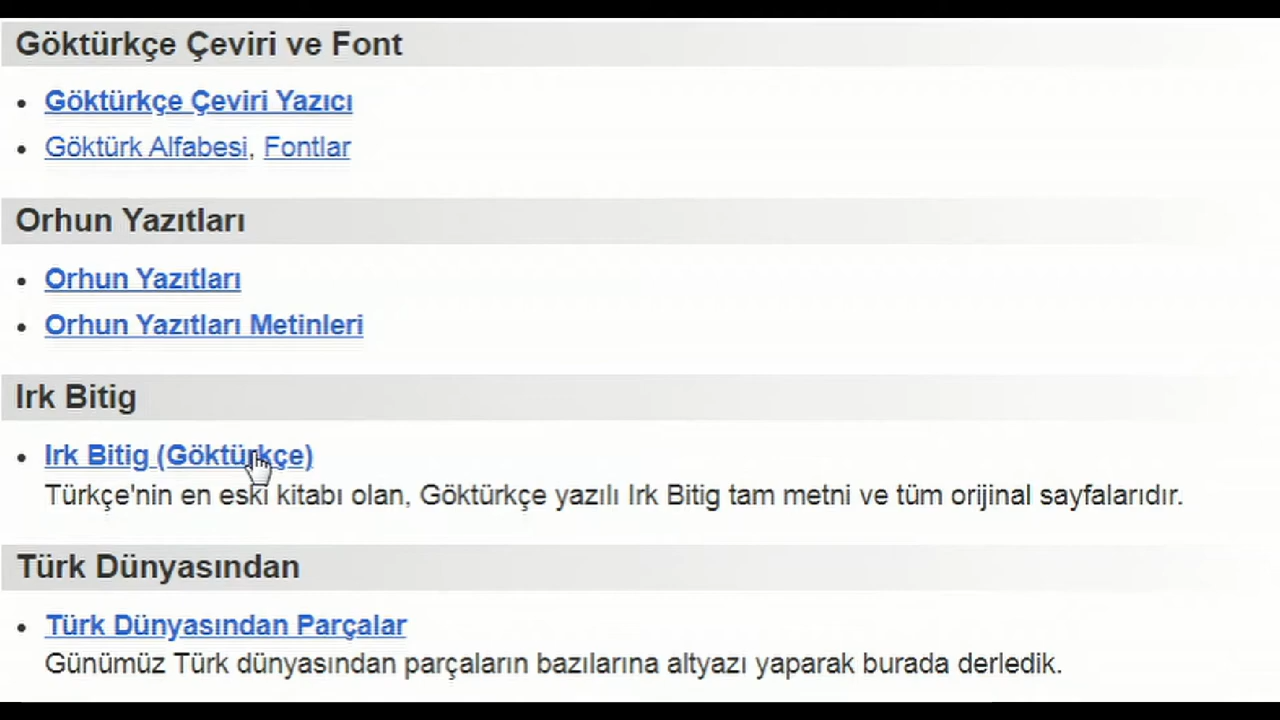 Göktürkçe Çeviri ve Font
Göktürkçe Çeviri Yazıcı
Göktürk Alfabesi, Fontlar
Orhun Yazıtları
Orhun Yazıtları
Orhun Yazıtları Metinleri
Irk Bitig
Irk Bitig (Göktürkçe)
Türkçe'nin en eski kitabı olan, Göktürkçe yazılı Irk Bitig tam metni ve tüm orijinal sayfalarıdır.
Türk Dünyasından
Türk Dünyasından Parçalar
Günümüz Türk dünyasından parçaların bazılarına altyazı yaparak burada derledik.